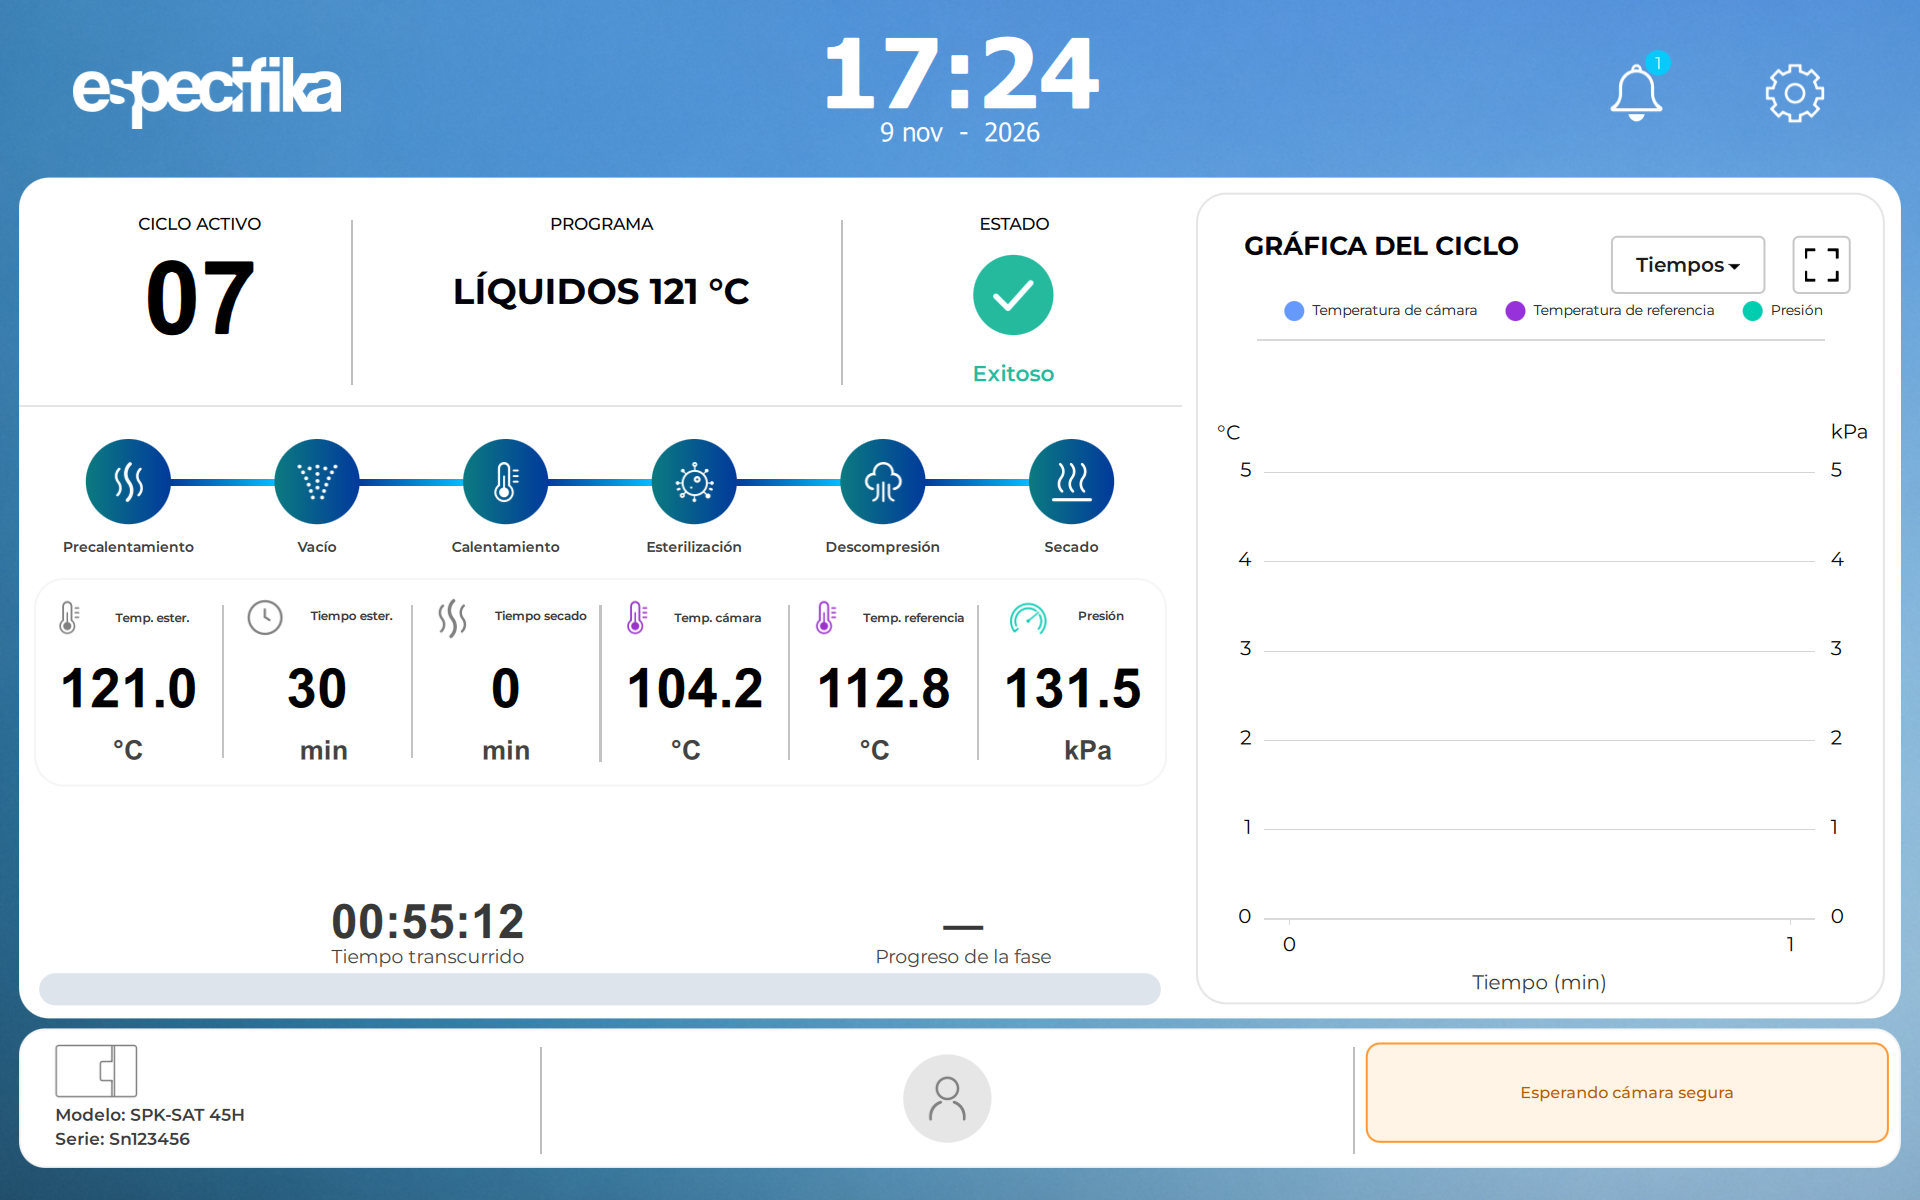 especifika
17:24
9 nov - 2026
1
CICLO ACTIVO
07
PROGRAMA
LÍQUIDOS 121 °C
ESTADO
Exitoso
Precalentamiento
Vacío
Calentamiento
Esterilización
Descompresión
Secado
Temp. ester.
121.0
°C
Tiempo ester.
30
min
Tiempo secado
0
min
Temp. cámara
104.2
°C
Temp. referencia
112.8
°C
Presión
131.5
kPa
00:55:12
Tiempo transcurrido
—
Progreso de la fase
GRÁFICA DEL CICLO
Tiempos
Temperatura de cámara
Temperatura de referencia
Presión
°C kPa
5 5
4 4
3 3
2 2
1 1
0 0
0 1
Tiempo (min)
Modelo: SPK-SAT 45H
Serie: Sn123456
Esperando cámara segura